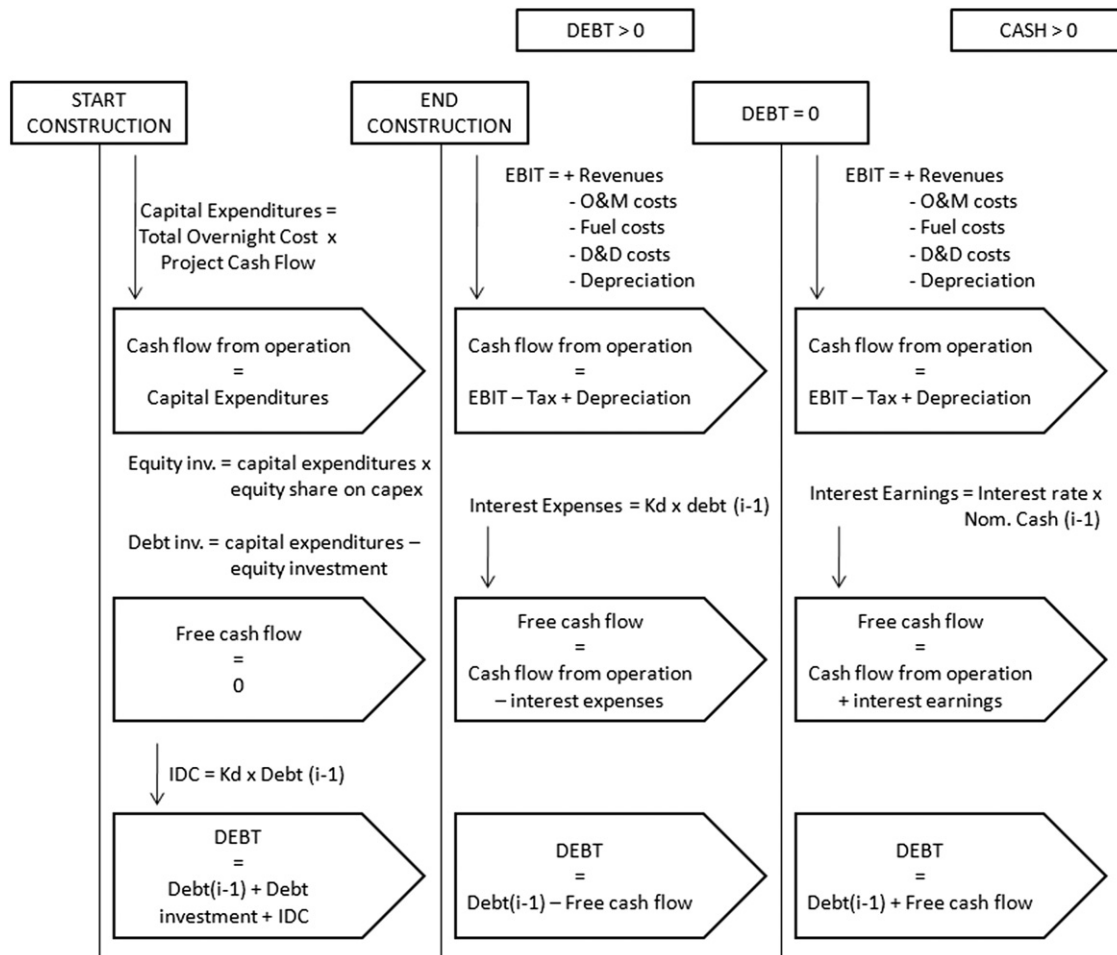 DEBT > 0
CASH > 0
START
CONSTRUCTION
END
CONSTRUCTION
DEBT = 0
Capital Expenditures =
Total Overnight Cost x
Project Cash Flow
EBIT = + Revenues
- O&M costs
- Fuel costs
- D&D costs
- Depreciation
EBIT = + Revenues
- O&M costs
- Fuel costs
- D&D costs
- Depreciation
Cash flow from operation
=
Capital Expenditures
Cash flow from operation
=
EBIT – Tax + Depreciation
Cash flow from operation
=
EBIT – Tax + Depreciation
Equity inv. = capital expenditures x
equity share on capex
Debt inv. = capital expenditures –
equity investment
Interest Expenses = Kd x debt (i-1)
Interest Earnings = Interest rate x
Nom. Cash (i-1)
Free cash flow
=
0
Free cash flow
=
Cash flow from operation
– interest expenses
Free cash flow
=
Cash flow from operation
+ interest earnings
IDC = Kd x Debt (i-1)
DEBT
=
Debt(i-1) + Debt
investment + IDC
DEBT
=
Debt(i-1) – Free cash flow
DEBT
=
Debt(i-1) + Free cash flow